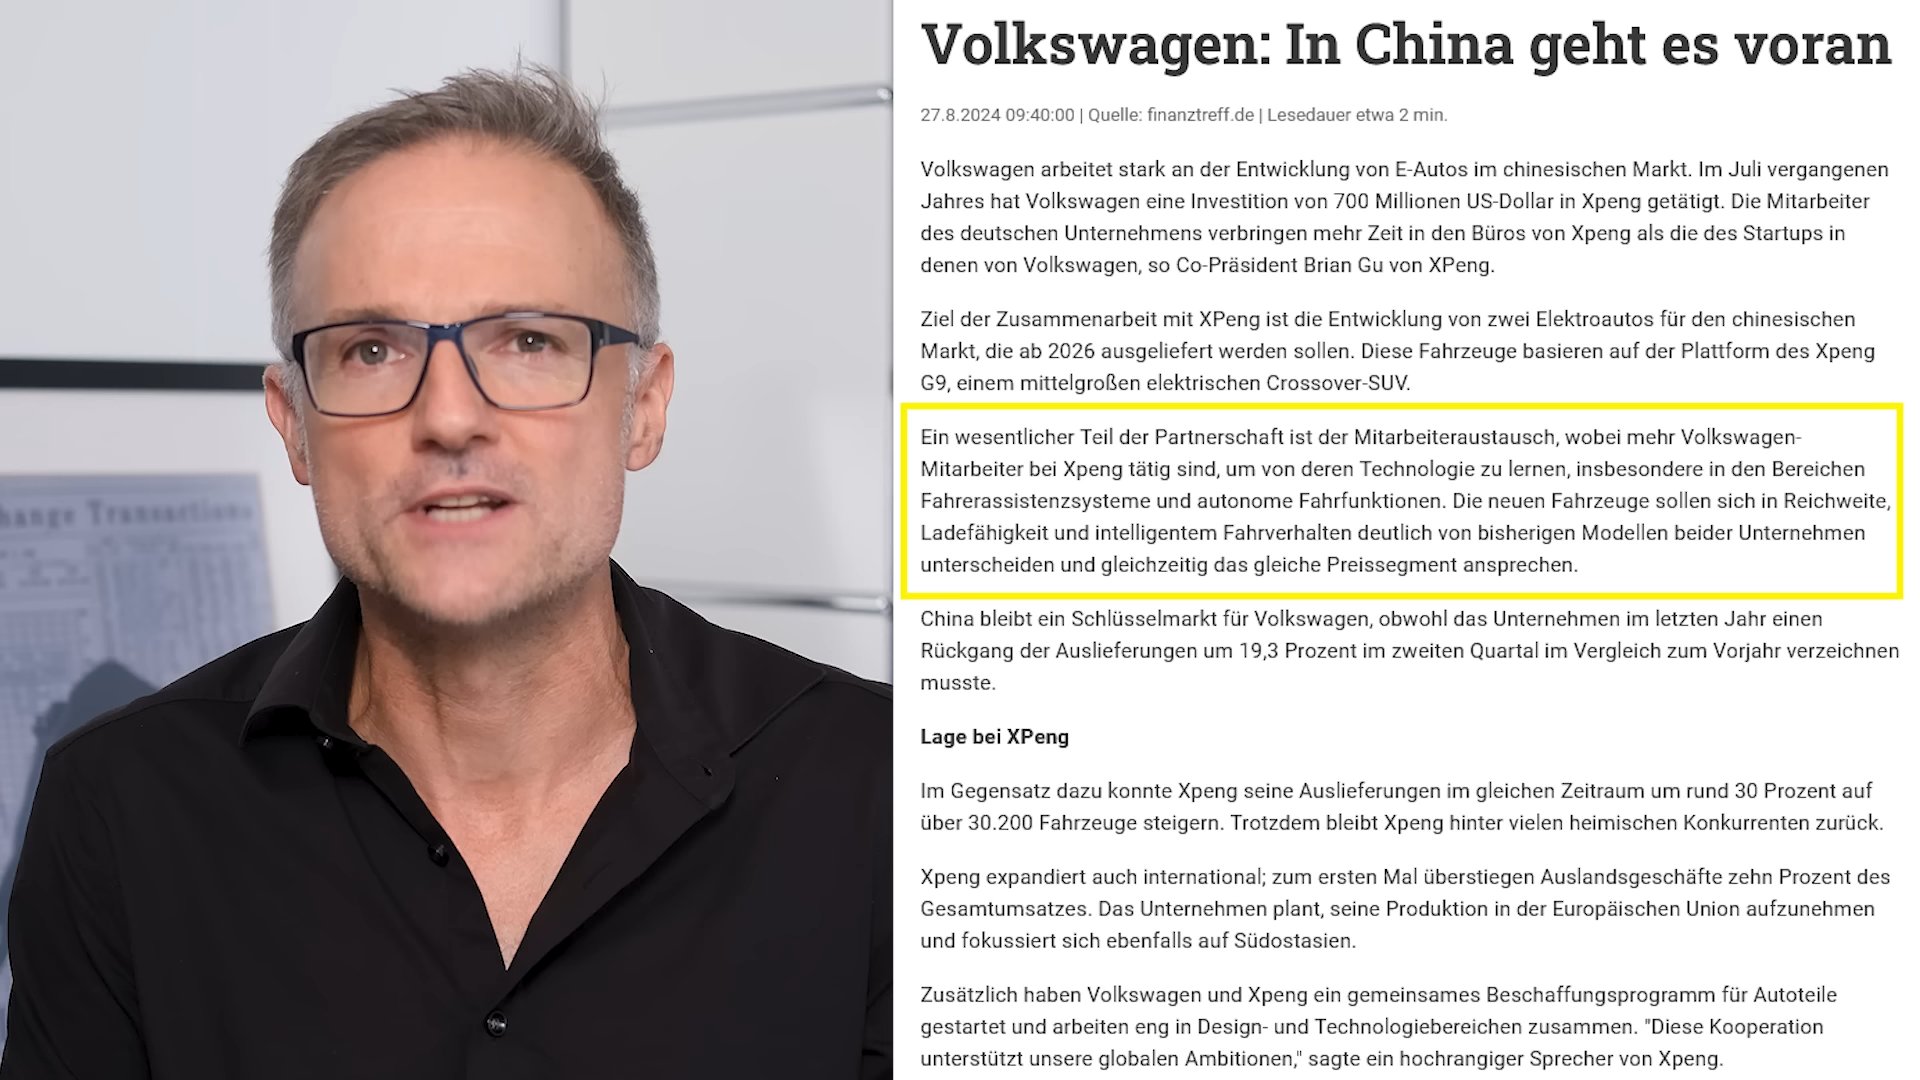 Volkswagen: In China geht es voran
27.8.2024 09:40:00 | Quelle: finanztreff.de | Lesedauer etwa 2 min.
Volkswagen arbeitet stark an der Entwicklung von E-Autos im chinesischen Markt. Im Juli vergangenen
Jahres hat Volkswagen eine Investition von 700 Millionen US-Dollar in Xpeng getätigt. Die Mitarbeiter
des deutschen Unternehmens verbringen mehr Zeit in den Büros von Xpeng als die des Startups in
denen von Volkswagen, so Co-Präsident Brian Gu von XPeng.
Ziel der Zusammenarbeit mit XPeng ist die Entwicklung von zwei Elektroautos für den chinesischen
Markt, die ab 2026 ausgeliefert werden sollen. Diese Fahrzeuge basieren auf der Plattform des Xpeng
G9, einem mittelgroßen elektrischen Crossover-SUV.
Ein wesentlicher Teil der Partnerschaft ist der Mitarbeiteraustausch, wobei mehr Volkswagen-
Mitarbeiter bei Xpeng tätig sind, um von deren Technologie zu lernen, insbesondere in den Bereichen
Fahrerassistenzsysteme und autonome Fahrfunktionen. Die neuen Fahrzeuge sollen sich in Reichweite,
Ladefähigkeit und intelligentem Fahrverhalten deutlich von bisherigen Modellen beider Unternehmen
unterscheiden und gleichzeitig das gleiche Preissegment ansprechen.
China bleibt ein Schlüsselmarkt für Volkswagen, obwohl das Unternehmen im letzten Jahr einen
Rückgang der Auslieferungen um 19,3 Prozent im zweiten Quartal im Vergleich zum Vorjahr verzeichnen
musste.
Lage bei XPeng
Im Gegensatz dazu konnte Xpeng seine Auslieferungen im gleichen Zeitraum um rund 30 Prozent auf
über 30.200 Fahrzeuge steigern. Trotzdem bleibt Xpeng hinter vielen heimischen Konkurrenten zurück.
Xpeng expandiert auch international; zum ersten Mal überstiegen Auslandsgeschäfte zehn Prozent des
Gesamtumsatzes. Das Unternehmen plant, seine Produktion in der Europäischen Union aufzunehmen
und fokussiert sich ebenfalls auf Südostasien.
Zusätzlich haben Volkswagen und Xpeng ein gemeinsames Beschaffungsprogramm für Autoteile
gestartet und arbeiten eng in Design- und Technologiebereichen zusammen. "Diese Kooperation
unterstützt unsere globalen Ambitionen," sagte ein hochrangiger Sprecher von Xpeng.
hange Transactions